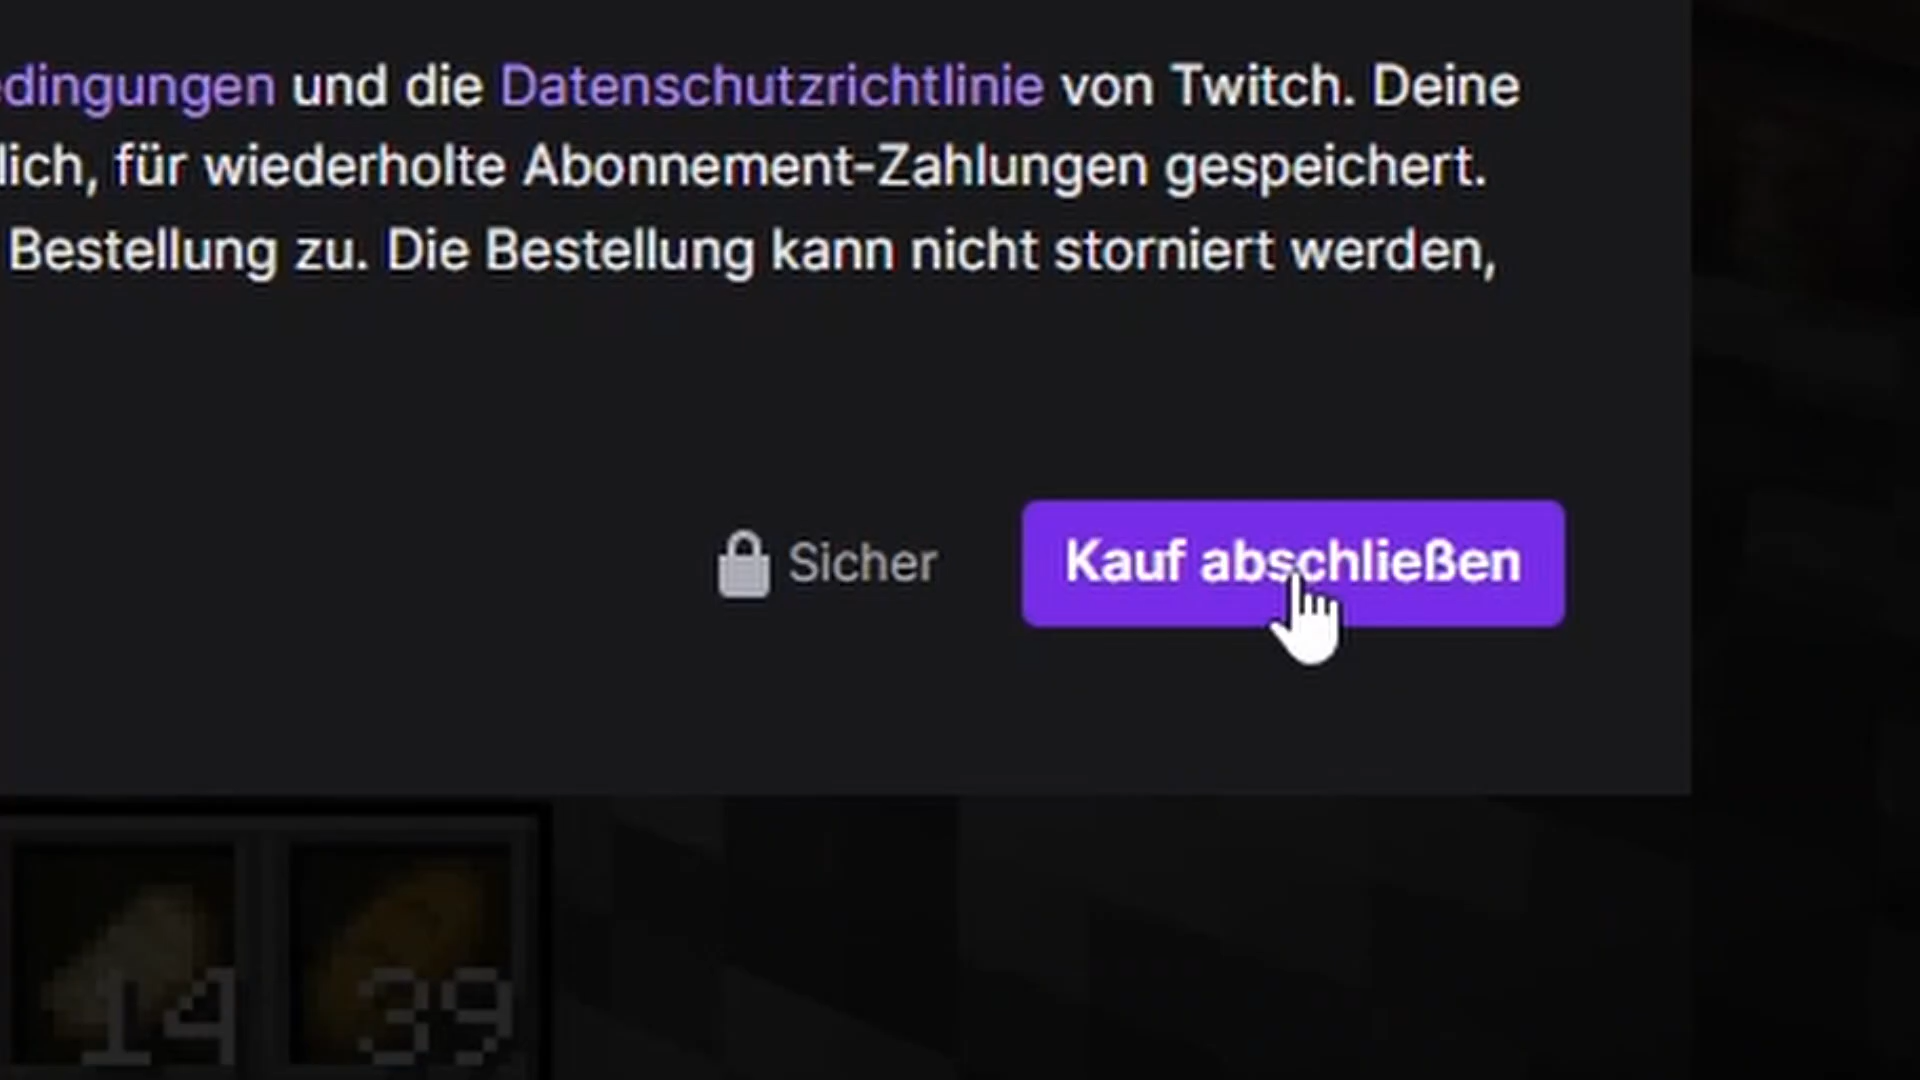 edingungen und die Datenschutzrichtlinie von Twitch. Deine
lich, für wiederholte Abonnement-Zahlungen gespeichert.
Bestellung zu. Die Bestellung kann nicht storniert werden,
Sicher
Kauf abschließen
14
39